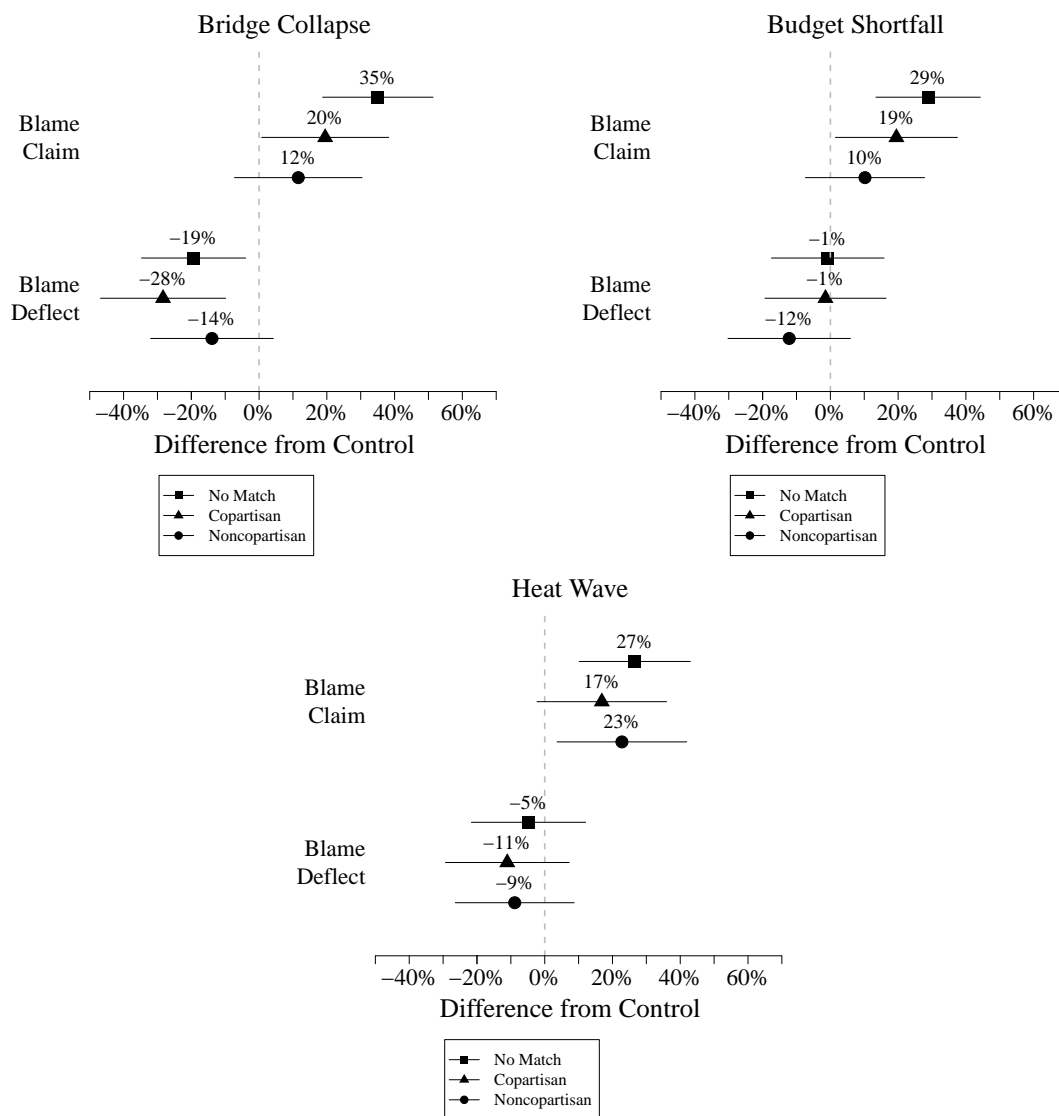 Bridge Collapse
35%
Blame
Claim
20%
12%
−19%
Blame
Deflect
−28%
−14%
−40% −20% 0% 20% 40% 60%
Difference from Control
No Match
Copartisan
Noncopartisan
Budget Shortfall
29%
Blame
Claim
19%
10%
−1%
Blame
Deflect
−1%
−12%
−40% −20% 0% 20% 40% 60%
Difference from Control
No Match
Copartisan
Noncopartisan
Heat Wave
27%
Blame
Claim
17%
23%
−5%
Blame
Deflect
−11%
−9%
−40% −20% 0% 20% 40% 60%
Difference from Control
No Match
Copartisan
Noncopartisan